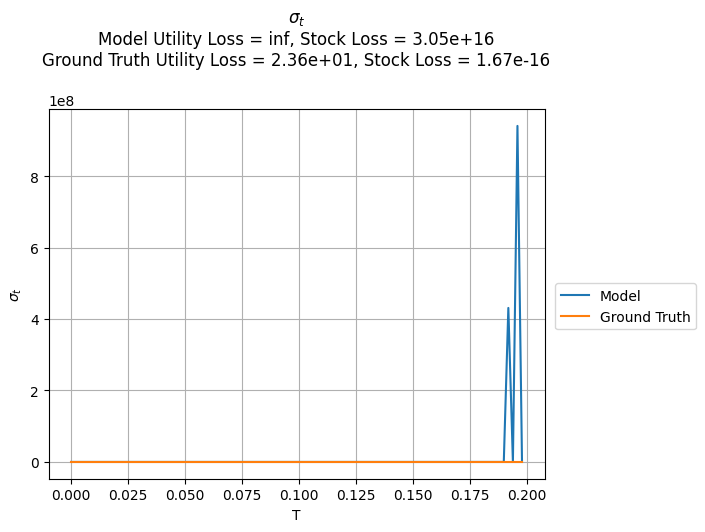 σt
Model Utility Loss = inf, Stock Loss = 3.05e+16
Ground Truth Utility Loss = 2.36e+01, Stock Loss = 1.67e-16
1e8
8
6
4
2
0
σt
0.000 0.025 0.050 0.075 0.100 0.125 0.150 0.175 0.200
T
Model
Ground Truth